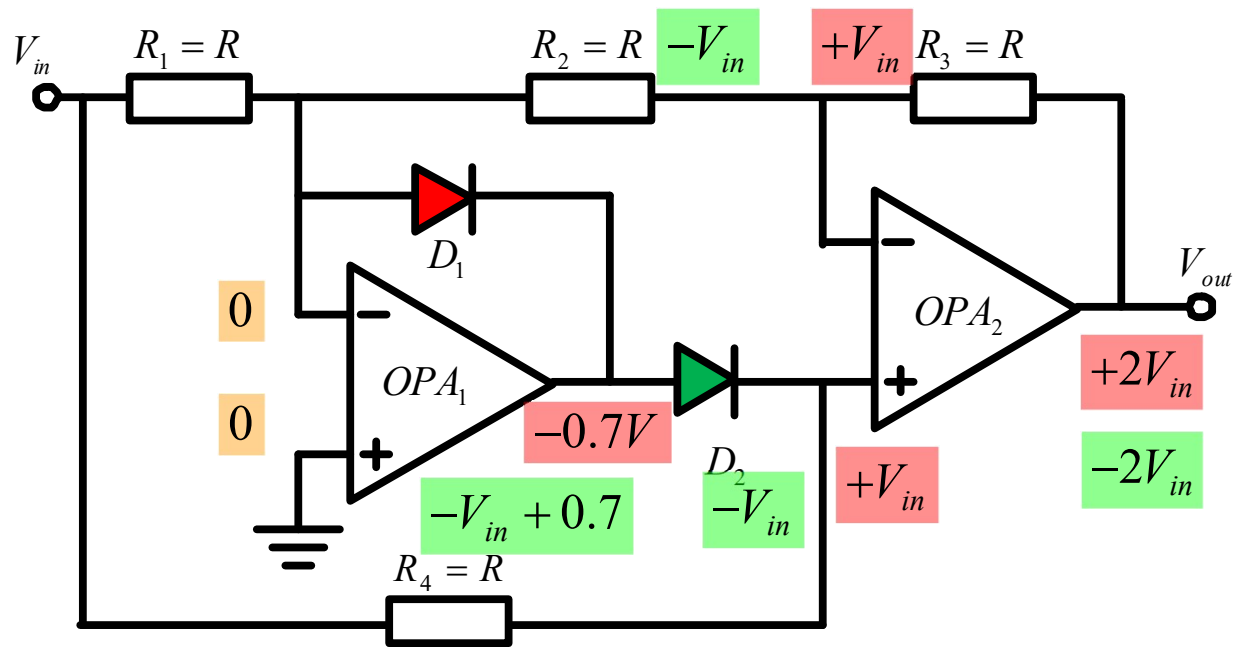 V_in
R_1 = R
R_2 = R
-V_in
+V_in
R_3 = R
D_1
0
0
−
OPA_1
+
−
OPA_2
+
V_out
-0.7V
D_2
-V_in + 0.7
-V_in
+V_in
+2V_in
-2V_in
R_4 = R